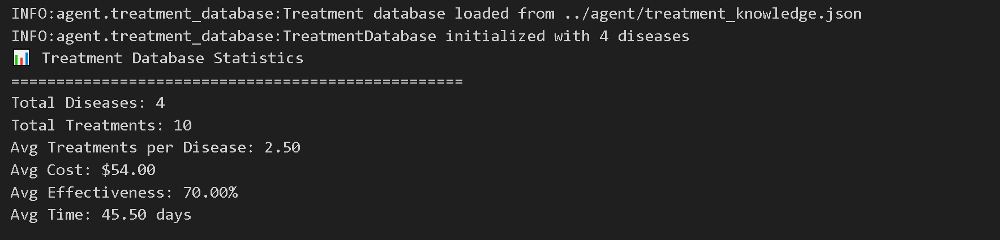 INFO:agent.treatment_database:Treatment database loaded from ../agent/treatment_knowledge.json
INFO:agent.treatment_database:TreatmentDatabase initialized with 4 diseases
📊 Treatment Database Statistics
==================================================
Total Diseases: 4
Total Treatments: 10
Avg Treatments per Disease: 2.50
Avg Cost: $54.00
Avg Effectiveness: 70.00%
Avg Time: 45.50 days